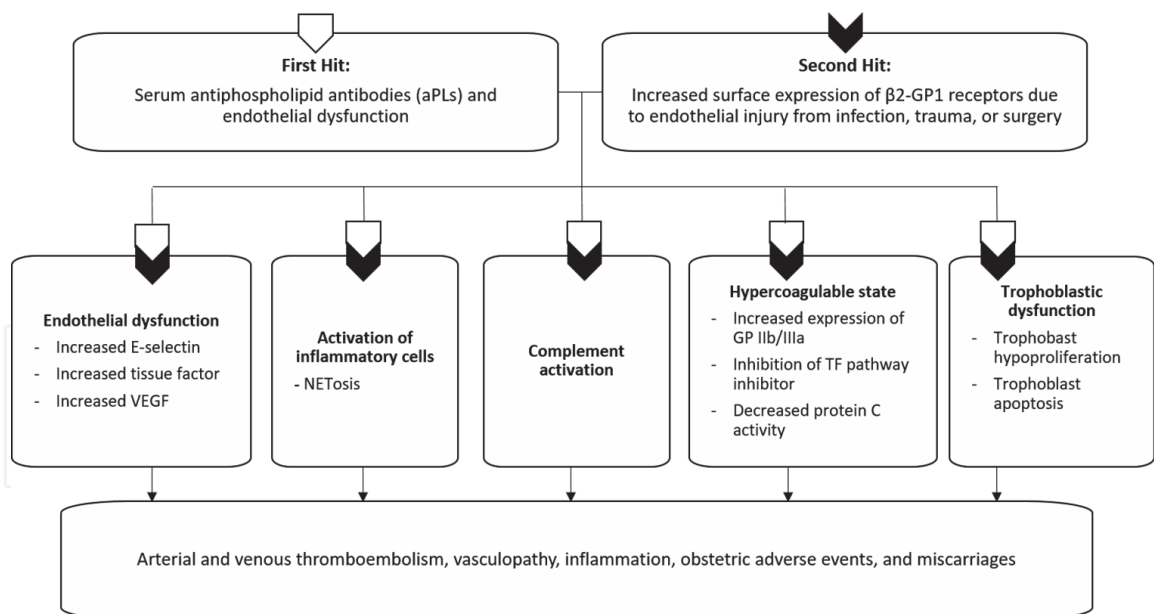 First Hit:
Serum antiphospholipid antibodies (aPLs) and
endothelial dysfunction
Second Hit:
Increased surface expression of β2-GP1 receptors due
to endothelial injury from infection, trauma, or surgery
Endothelial dysfunction
- Increased E-selectin
- Increased tissue factor
- Increased VEGF
Activation of
inflammatory cells
- NETosis
Complement
activation
Hypercoagulable state
- Increased expression of
GP IIb/IIIa
- Inhibition of TF pathway
inhibitor
- Decreased protein C
activity
Trophoblastic
dysfunction
- Trophobast
hypoproliferation
- Trophoblast
apoptosis
Arterial and venous thromboembolism, vasculopathy, inflammation, obstetric adverse events, and miscarriages